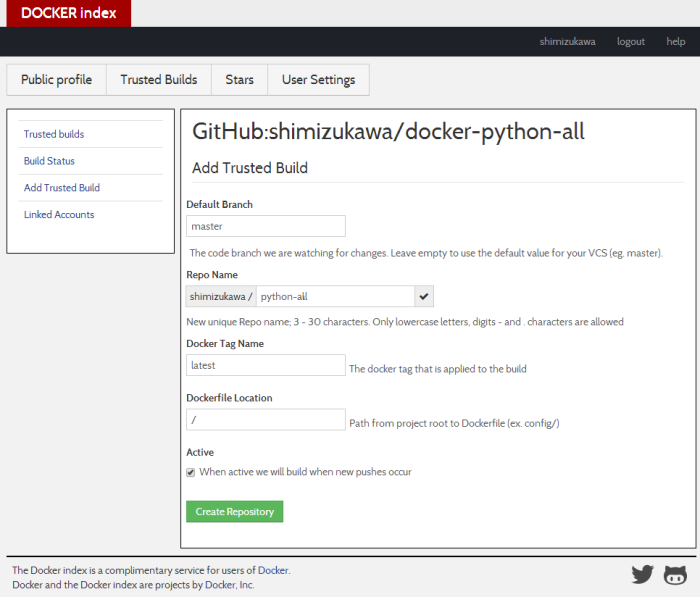 DOCKER index
shimizukawa logout help
Public profile Trusted Builds Stars User Settings
Trusted builds
Build Status
Add Trusted Build
Linked Accounts
GitHub:shimizukawa/docker-python-all
Add Trusted Build
Default Branch
master
The code branch we are watching for changes. Leave empty to use the default value for your VCS (eg. master).
Repo Name
shimizukawa / python-all
New unique Repo name; 3 - 30 characters. Only lowercase letters, digits - and . characters are allowed
Docker Tag Name
latest The docker tag that is applied to the build
Dockerfile Location
/ Path from project root to Dockerfile (ex. config/)
Active
When active we will build when new pushes occur
Create Repository
The Docker index is a complimentary service for users of Docker.
Docker and the Docker index are projects by Docker, Inc.